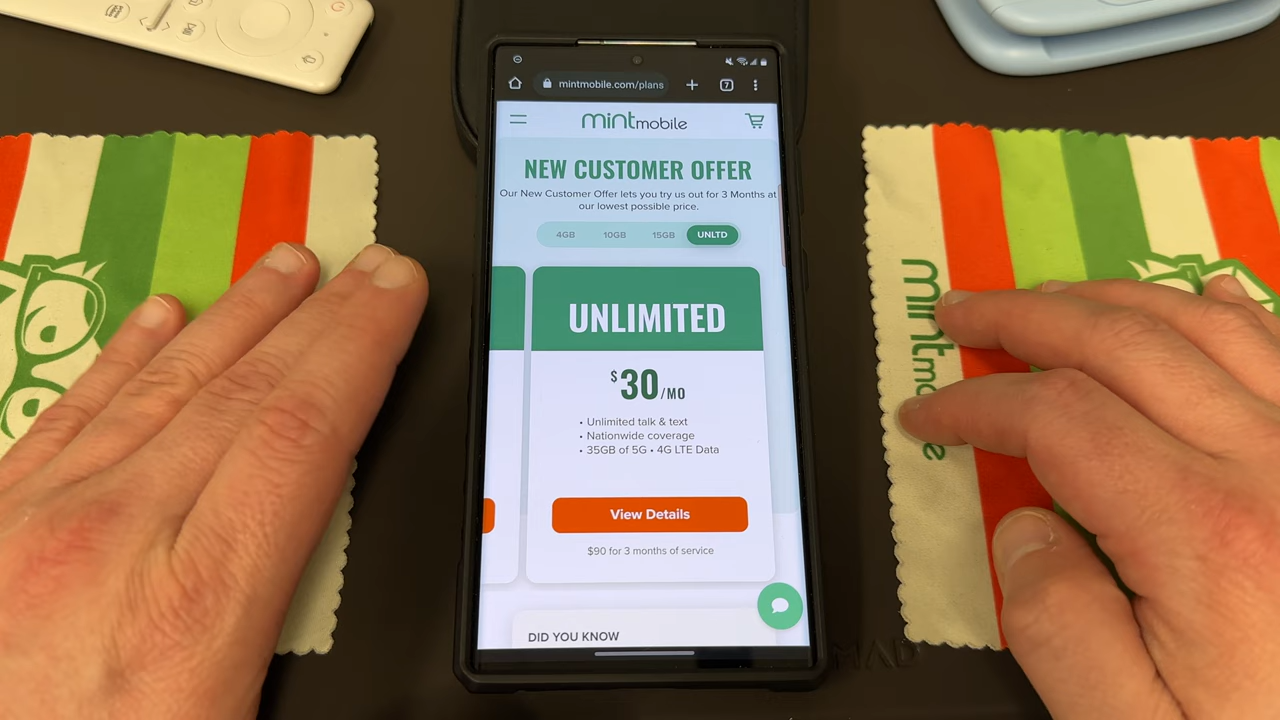 mintmobile.com/plans
7
mintmobile
NEW CUSTOMER OFFER
Our New Customer Offer lets you try us out for 3 Months at
our lowest possible price.
4GB 10GB 15GB UNLTD
UNLIMITED
$30/MO
• Unlimited talk & text
• Nationwide coverage
• 35GB of 5G • 4G LTE Data
View Details
$90 for 3 months of service
DID YOU KNOW